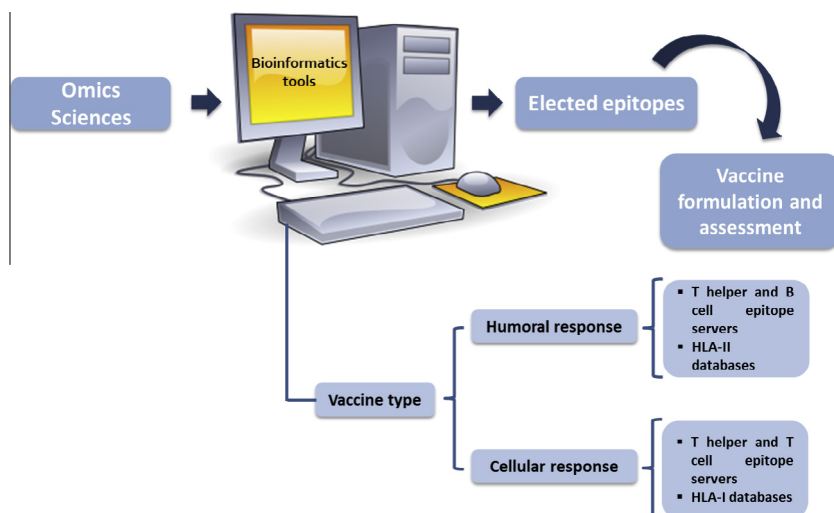 Omics
Sciences
Bioinformatics
tools
Elected epitopes
Vaccine
formulation and
assessment
Vaccine type
Humoral response
▪ T helper and B
cell epitope
servers
▪ HLA-II
databases
Cellular response
▪ T helper and T
cell epitope
servers
▪ HLA-I databases